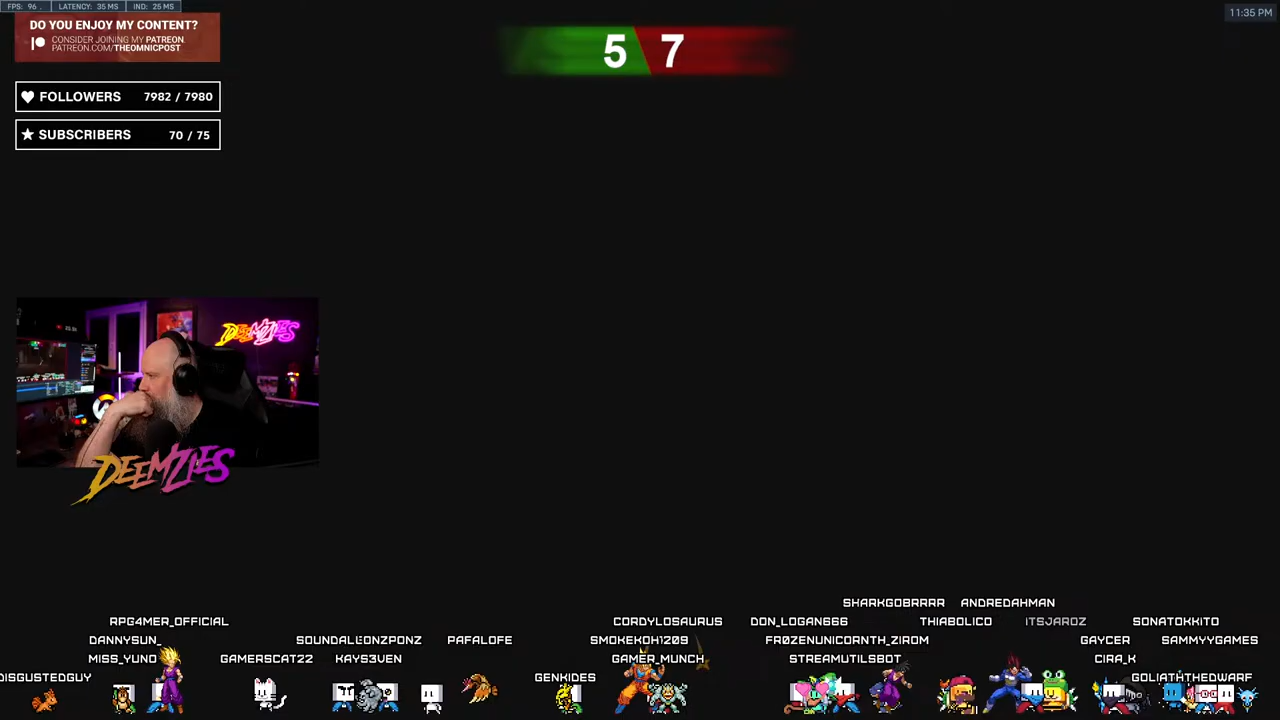 FPS: 96 . LATENCY: 35 MS IND: 25 MS
11:35 PM
DO YOU ENJOY MY CONTENT?
CONSIDER JOINING MY PATREON.
PATREON.COM/THEOMNICPOST
5 7
FOLLOWERS 7982 / 7980
SUBSCRIBERS 70 / 75
DEEMZIES
DEEMZIES
SHARKGOBRRRR ANDREDAHMAN
RPG4MER_OFFICIAL CORDYLOSAURUS DON_LOGAN666 THIABOLICO ITSJAROZ SONATOKKITO
DANNYSUN_ PAFALOFE SMOKEKOH1209 GAYCER SAMMYYGAMES
MISS_YUNO GAMERSCAT22 KAYS3VEN GAMER_MUNCH STREAMUTILSBOT CIRA_K
DISGUSTEDGUY GENKIDES GOLIATHTHEDWARF